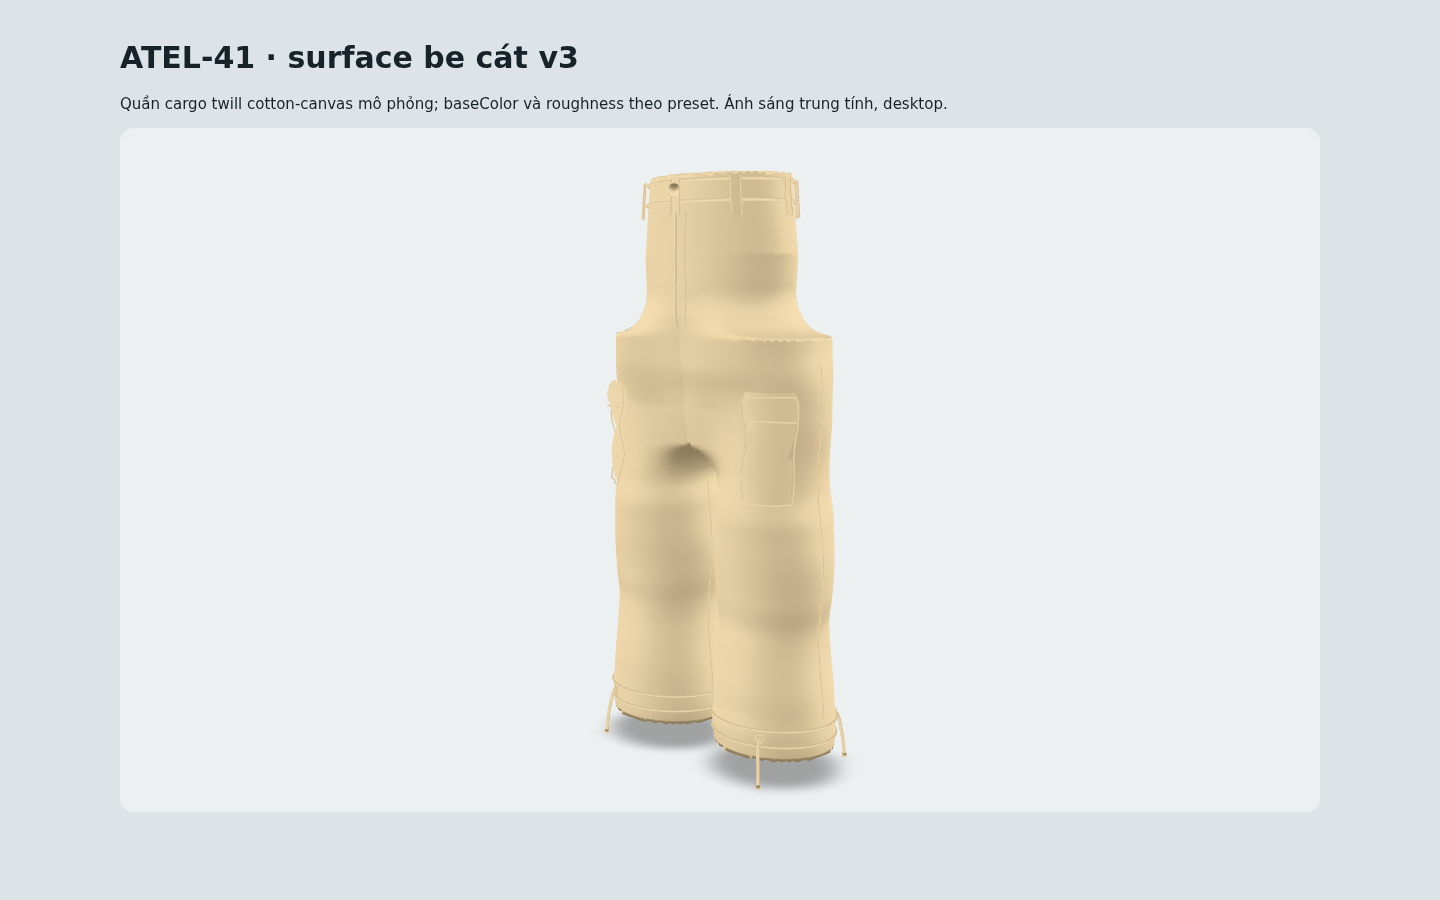 ATEL-41 · surface be cát v3
Quần cargo twill cotton-canvas mô phỏng; baseColor và roughness theo preset. Ánh sáng trung tính, desktop.